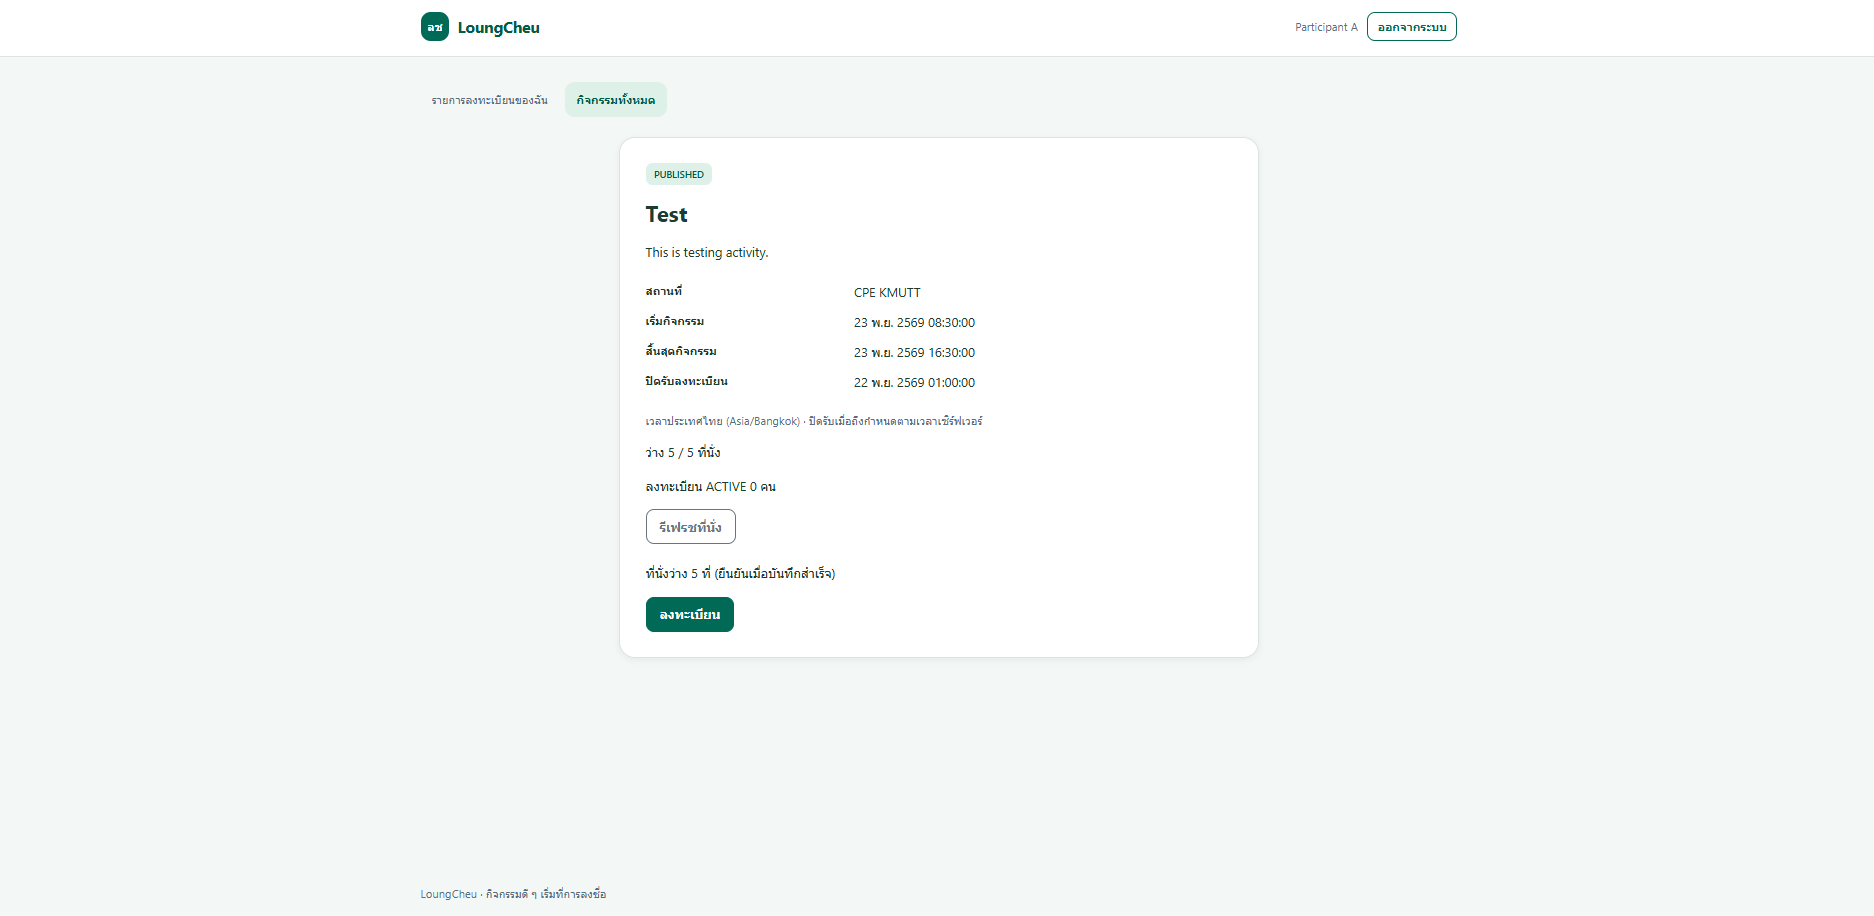 ลช LoungCheu
Participant A ออกจากระบบ
รายการลงทะเบียนของฉัน กิจกรรมทั้งหมด
PUBLISHED
Test
This is testing activity.
สถานที่ CPE KMUTT
เริ่มกิจกรรม 23 พ.ย. 2569 08:30:00
สิ้นสุดกิจกรรม 23 พ.ย. 2569 16:30:00
ปิดรับลงทะเบียน 22 พ.ย. 2569 01:00:00
เวลาประเทศไทย (Asia/Bangkok) · ปิดรับเมื่อถึงกำหนดตามเวลาเซิร์ฟเวอร์
ว่าง 5 / 5 ที่นั่ง
ลงทะเบียน ACTIVE 0 คน
รีเฟรชที่นั่ง
ที่นั่งว่าง 5 ที่ (ยืนยันเมื่อบันทึกสำเร็จ)
ลงทะเบียน
LoungCheu · กิจกรรมดี ๆ เริ่มที่การลงชื่อ